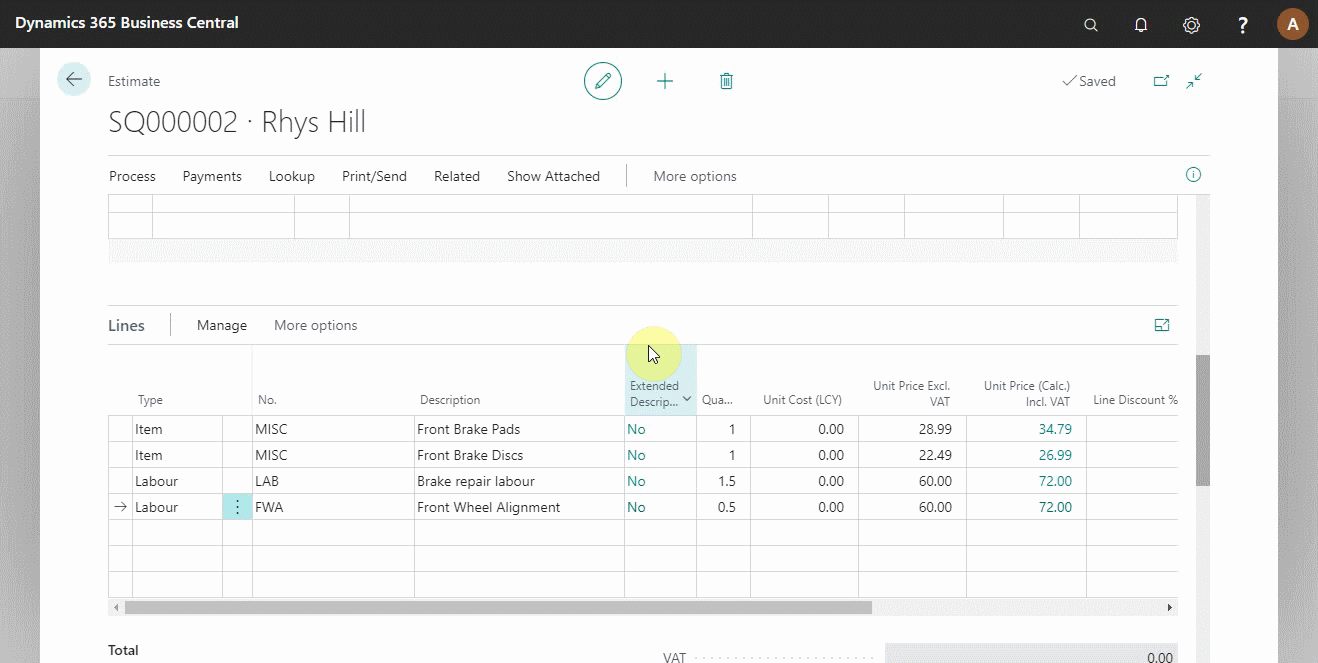 Dynamics 365 Business Central
? A
Estimate
Saved
SQ000002 · Rhys Hill
Process Payments Lookup Print/Send Related Show Attached More options
Lines Manage More options
Type No. Description Extended Descrip... Qua... Unit Cost (LCY) Unit Price Excl. VAT Unit Price (Calc.) Incl. VAT Line Discount %
Item MISC Front Brake Pads No 1 0.00 28.99 34.79
Item MISC Front Brake Discs No 1 0.00 22.49 26.99
Labour LAB Brake repair labour No 1.5 0.00 60.00 72.00
Labour FWA Front Wheel Alignment No 0.5 0.00 60.00 72.00
Total
VAT 0.00